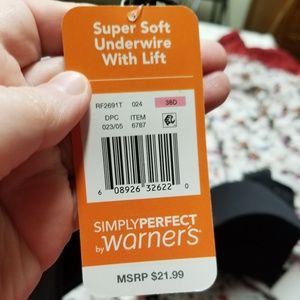 Super Soft
Underwire
With Lift
RF2691T 024 38D
DPC ITEM
023/05 6787
6 08926 32622 0
SIMPLYPERFECT
by warner's
MSRP $21.99